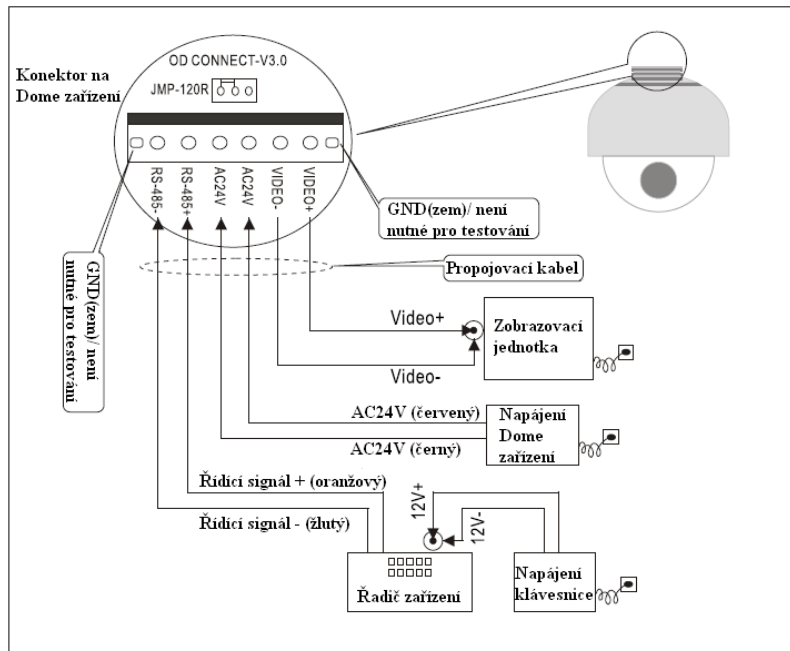 OD CONNECT-V3.0
Konektor na
Dome zařízení
JMP-120R
RS-485-
RS-485+
AC24V
AC24V
VIDEO-
VIDEO+
GND(zem)/ není
nutné pro testování
GND(zem)/ není
nutné pro testování
Propojovací kabel
Video+
Video-
Zobrazovací
jednotka
AC24V (červený)
AC24V (černý)
Napájení
Dome
zařízení
Řídící signál + (oranžový)
Řídící signál - (žlutý)
12V+
12V-
Řadič zařízení
Napájení
klávesnice